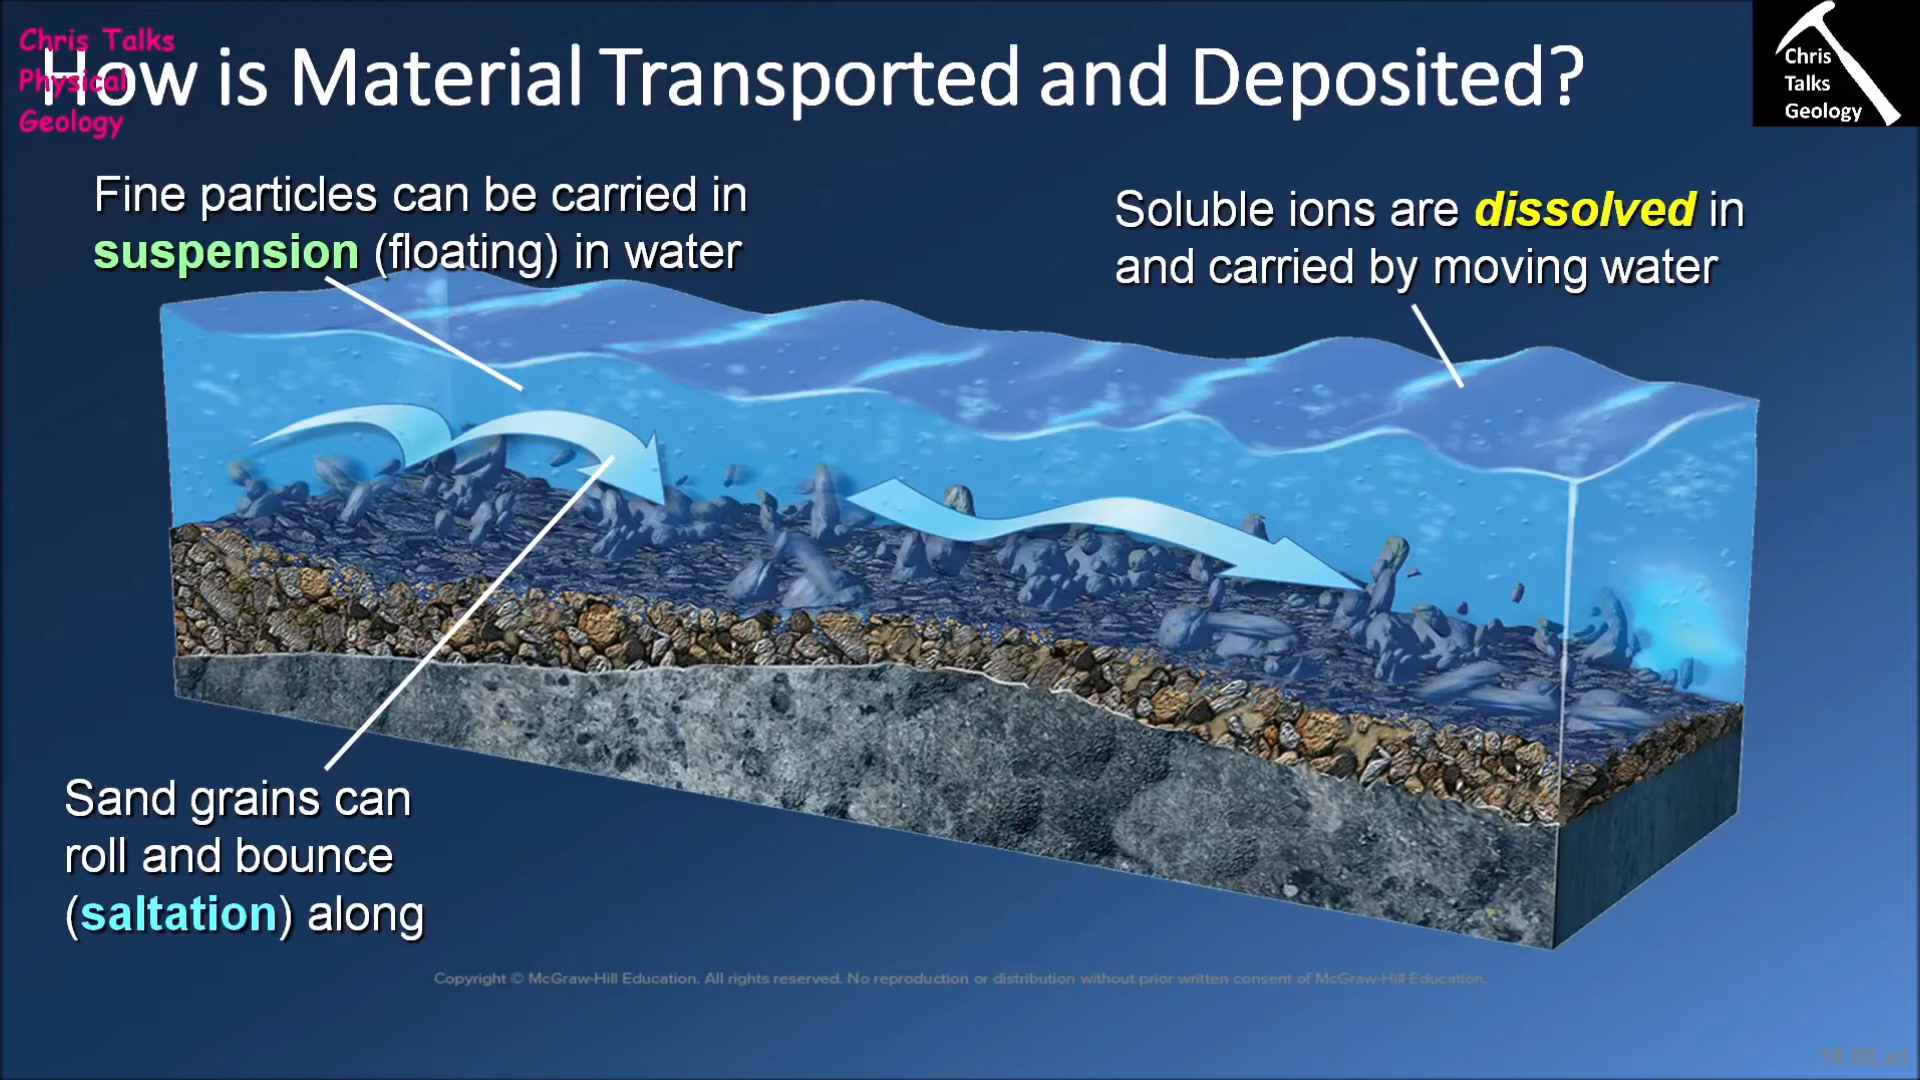 Chris Talks
Physical
Geology
How is Material Transported and Deposited?
Chris
Talks
Geology
Fine particles can be carried in
suspension (floating) in water
Soluble ions are dissolved in
and carried by moving water
Sand grains can
roll and bounce
(saltation) along
Copyright © McGraw-Hill Education. All rights reserved. No reproduction or distribution without prior written consent of McGraw-Hill Education.